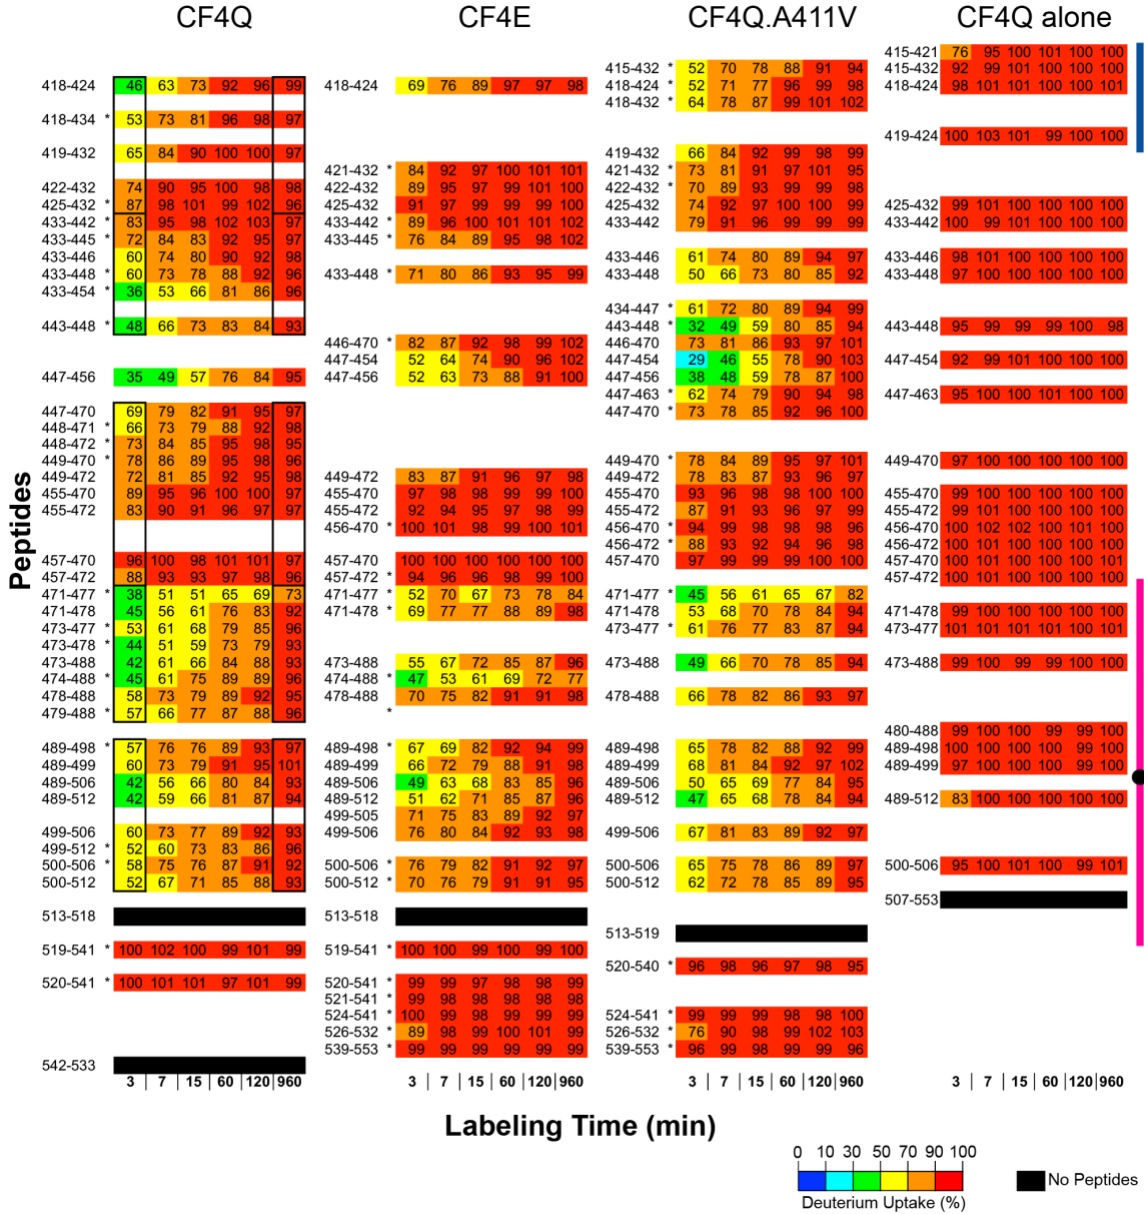 CF4Q CF4E CF4Q.A411V CF4Q alone
415-421 76 95 100 101 100 100
415-432 * 52 70 78 88 91 94 415-432 92 99 101 100 100 100
418-424 46 63 73 92 96 99 418-424 69 76 89 97 97 98 418-424 * 52 71 77 96 99 98 418-424 98 101 101 100 100 101
418-432 * 64 78 87 99 101 102
418-434 * 53 73 81 96 98 97
419-424 100 103 101 99 100 100
419-432 65 84 90 100 100 97 419-432 66 84 92 99 98 99
421-432 * 84 92 97 100 101 101 421-432 * 73 81 91 97 101 95
422-432 74 90 95 100 98 98 422-432 * 89 95 97 99 101 100 422-432 * 70 89 93 99 99 98
425-432 * 87 98 101 99 102 96 425-432 91 97 99 99 99 100 425-432 74 92 97 100 100 99 425-432 99 101 100 100 100 100
433-442 * 83 95 98 102 103 97 433-442 * 89 96 100 101 101 102 433-442 79 91 96 99 99 99 433-442 100 99 101 100 100 100
433-445 * 72 84 83 92 95 97 433-445 * 76 84 89 95 98 102
433-446 60 74 80 90 92 98 433-446 61 74 80 89 94 97 433-446 98 101 100 100 100 100
433-448 * 60 73 78 88 92 96 433-448 * 71 80 86 93 95 99 433-448 50 66 73 80 85 92 433-448 97 100 100 100 100 100
433-454 * 36 53 66 81 86 96
434-447 * 61 72 80 89 94 99
443-448 * 48 66 73 83 84 93 443-448 * 32 49 59 80 85 94 443-448 95 99 99 99 100 98
446-470 * 82 87 92 98 99 102 446-470 73 81 86 93 97 101
447-454 52 64 74 90 96 102 447-454 29 46 55 78 90 103 447-454 92 99 101 100 100 100
447-456 35 49 57 76 84 95 447-456 52 63 73 88 91 100 447-456 38 48 59 78 87 100
447-463 * 62 74 79 90 94 98 447-463 95 100 100 101 100 100
447-470 69 79 82 91 95 97 447-470 * 73 78 85 92 96 100
448-471 * 66 73 79 88 92 98
448-472 * 73 84 85 95 98 95
449-470 * 78 86 89 95 98 96 449-470 * 78 84 89 95 97 101 449-470 97 100 100 100 100 100
449-472 72 81 85 92 95 98 449-472 83 87 91 96 97 98 449-472 78 83 87 93 96 97
455-470 89 95 96 100 100 97 455-470 97 98 98 99 99 100 455-470 93 96 98 98 100 100 455-470 99 100 100 100 100 100
455-472 83 90 91 96 97 97 455-472 92 94 95 97 98 99 455-472 87 91 93 96 97 99 455-472 100 101 100 100 100 100
456-470 * 100 101 98 99 100 101 456-470 * 94 99 98 98 98 96 456-470 100 102 102 100 101 100
456-472 * 88 93 92 94 96 98 456-472 100 101 100 100 100 100
457-470 96 100 98 101 101 97 457-470 100 100 100 100 100 100 457-470 97 99 99 99 100 100 457-470 100 101 100 100 100 100
457-472 88 93 93 97 98 96 457-472 * 94 96 96 98 99 100 457-472 100 101 100 100 100 101
471-477 * 38 51 51 65 69 73 471-477 * 52 70 67 73 78 84 471-477 * 45 56 61 65 67 82
471-478 45 56 61 76 83 92 471-478 * 69 77 77 88 89 98 471-478 53 68 70 78 84 94 471-478 99 100 100 100 100 100
473-477 * 53 61 68 79 85 96 473-477 * 61 76 77 83 87 94 473-477 101 101 101 101 100 101
473-478 * 44 51 59 73 79 93
473-488 42 61 66 84 88 93 473-488 55 67 72 85 87 96 473-488 49 66 70 78 85 94 473-488 99 100 99 99 100 100
474-488 * 45 61 75 89 89 96 474-488 * 47 53 61 69 72 77
478-488 58 73 79 89 92 95 478-488 70 75 82 91 91 98 478-488 66 78 82 86 93 97
479-488 * 57 66 77 87 88 96 *
480-488 99 100 100 99 99 100
489-498 * 57 76 76 89 93 97 489-498 * 67 69 82 92 94 99 489-498 65 78 82 88 92 99 489-498 100 100 100 100 99 100
489-499 60 73 79 91 95 101 489-499 66 72 79 88 91 98 489-499 68 81 84 92 97 102 489-499 97 100 100 100 99 100
489-506 42 56 66 80 84 93 489-506 49 63 68 83 85 96 489-506 50 65 69 77 84 95
489-512 42 59 66 81 87 94 489-512 51 62 71 85 87 96 489-512 * 47 65 68 78 84 94 489-512 83 100 100 100 100 100
499-505 71 75 83 89 92 97
499-506 60 73 77 89 92 93 499-506 76 80 84 92 93 98 499-506 67 81 83 89 92 97
499-512 * 52 60 73 83 86 96
500-506 * 58 75 76 87 91 92 500-506 * 76 79 82 91 92 97 500-506 65 75 78 86 89 97 500-506 95 100 101 100 99 101
500-512 52 67 71 85 88 93 500-512 * 70 76 79 91 91 95 500-512 62 72 78 85 89 95
507-553
513-518 513-518
513-519
519-541 * 100 102 100 99 101 99 519-541 * 100 100 99 100 99 100
520-540 * 96 98 96 97 98 95
520-541 * 100 101 101 97 101 99 520-541 * 99 99 97 98 98 99
521-541 * 99 98 98 98 98 98
524-541 * 100 99 98 99 99 99 524-541 * 99 99 99 98 98 100
526-532 * 89 98 99 100 101 99 526-532 * 76 90 98 99 102 103
539-553 * 99 99 99 99 99 99 539-553 * 96 99 98 99 99 96
542-533
3 | 7 | 15 | 60 | 120 | 960 3 | 7 | 15 | 60 | 120 | 960 3 | 7 | 15 | 60 | 120 | 960 3 | 7 | 15 | 60 | 120 | 960
Peptides
Labeling Time (min)
0 10 30 50 70 90 100
Deuterium Uptake (%)
No Peptides